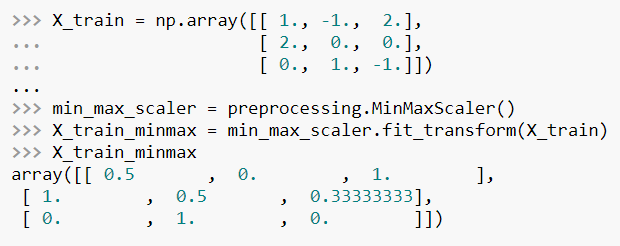 >>> X_train = np.array([[ 1., -1.,  2.],
...                     [ 2.,  0.,  0.],
...                     [ 0.,  1., -1.]])
...
>>> min_max_scaler = preprocessing.MinMaxScaler()
>>> X_train_minmax = min_max_scaler.fit_transform(X_train)
>>> X_train_minmax
array([[ 0.5       ,  0.        ,  1.        ],
 [ 1.        ,  0.5       ,  0.33333333],
 [ 0.        ,  1.        ,  0.        ]])